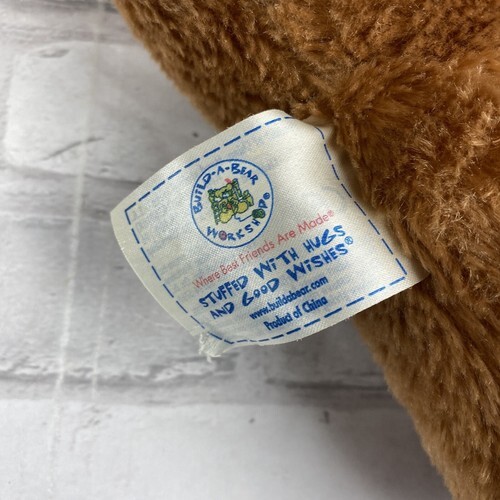 BUILD-A-BEAR
WORKSHOP®
Where Best Friends Are Made®
STUFFED WITH HUGS
AND GOOD WISHES®
www.buildabear.com
Product of China